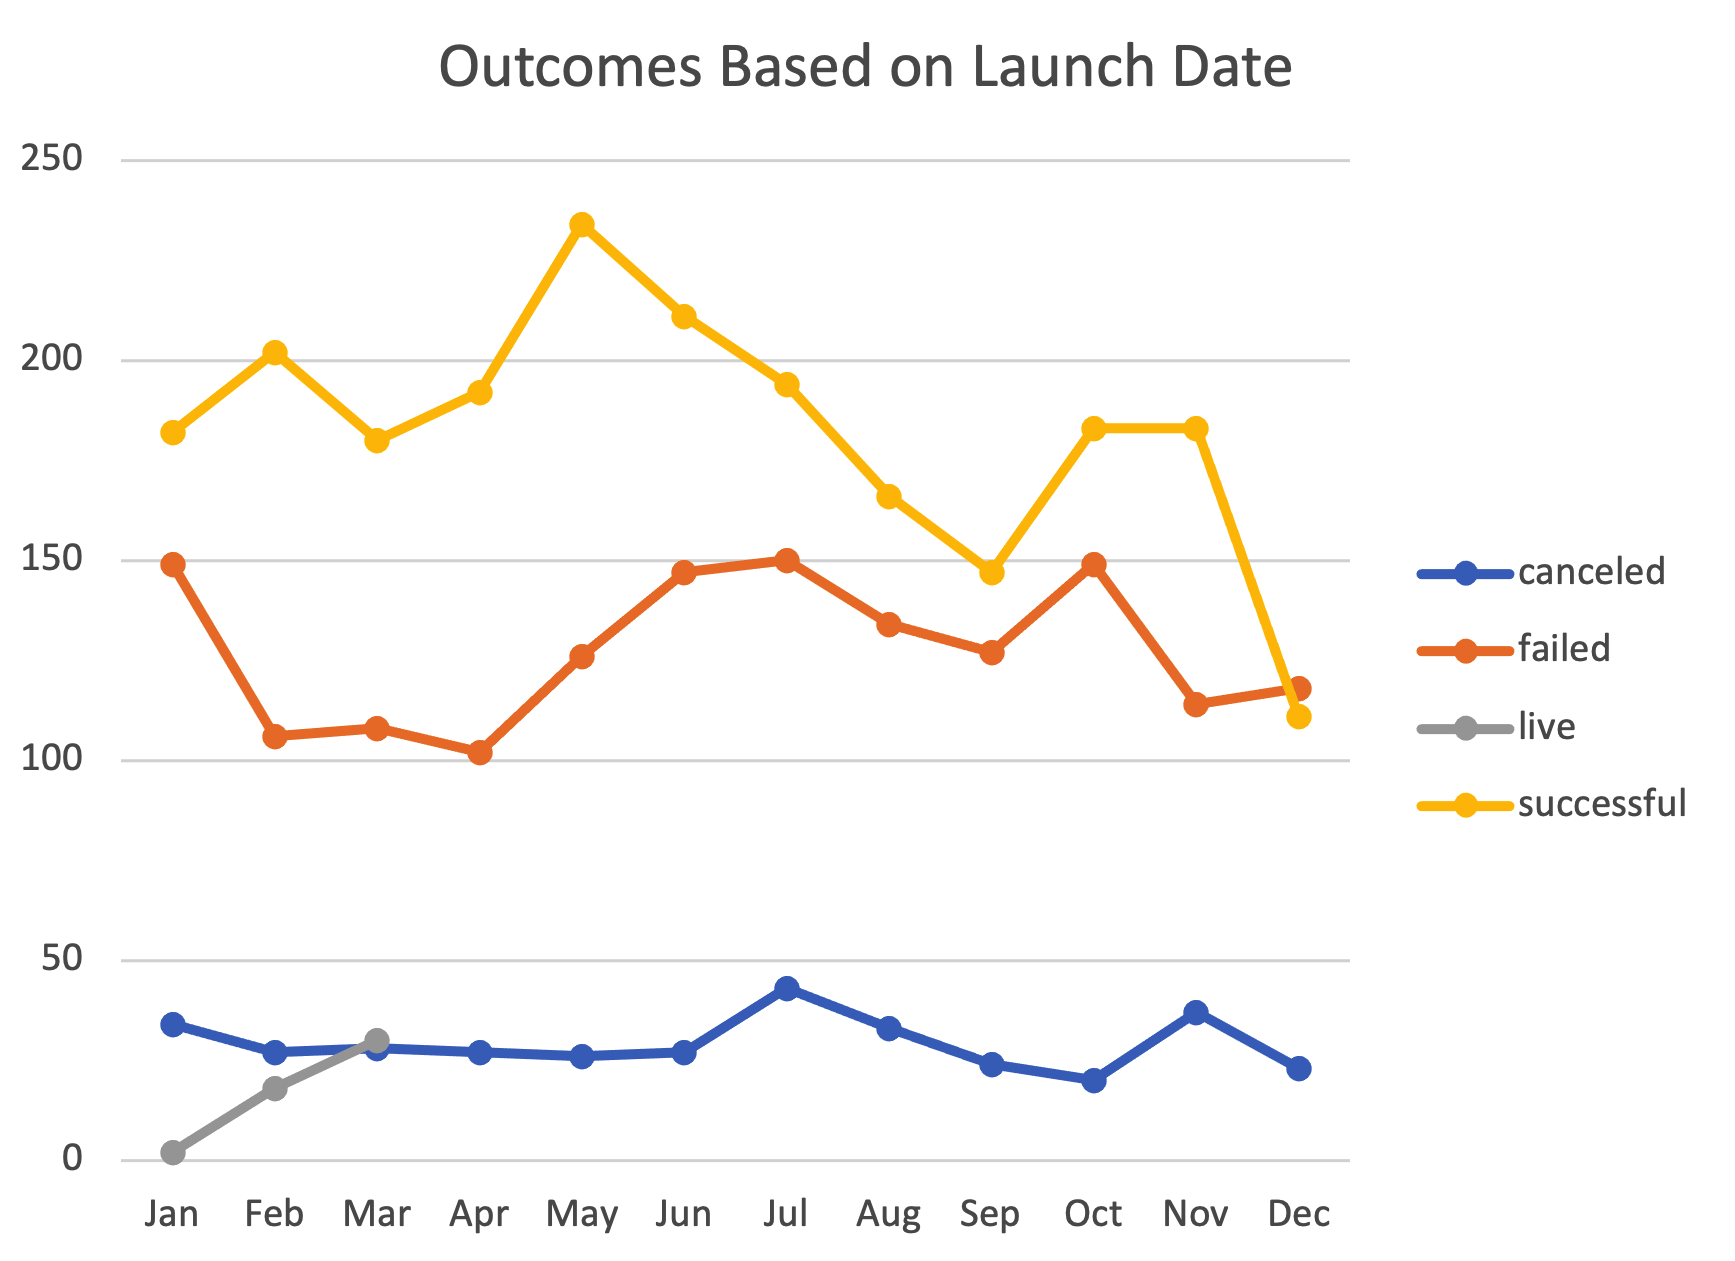 Outcomes Based on Launch Date
250
200
150
100
50
0
Jan Feb Mar Apr May Jun Jul Aug Sep Oct Nov Dec
canceled
failed
live
successful